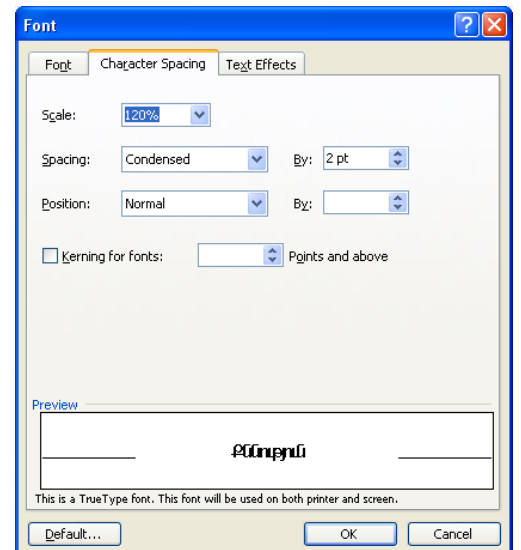 Font
Font Character Spacing Text Effects
Scale: 120%
Spacing: Condensed By: 2 pt
Position: Normal By:
Kerning for fonts: Points and above
Preview
Քննություն
This is a TrueType font. This font will be used on both printer and screen.
Default... OK Cancel